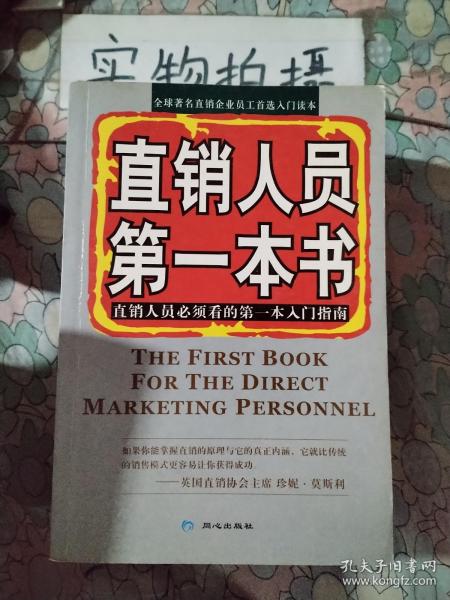 实物拍摄
全球著名直销企业员工首选入门读本
直销人员
第一本书
直销人员必须看的第一本入门指南
THE FIRST BOOK
FOR THE DIRECT
MARKETING PERSONNEL
如果你能掌握直销的原理与它的真正内涵，它就比传统
的销售模式更容易让你获得成功。
——英国直销协会主席 珍妮·莫斯利
同心出版社
孔夫子旧书网
www.kongfz.com